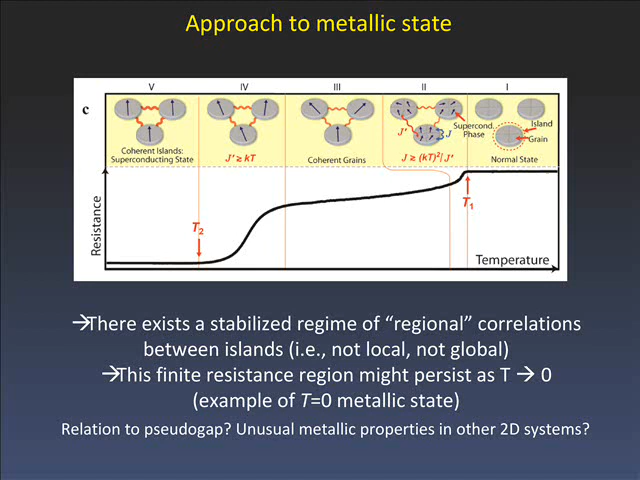 Approach to metallic state
c
V IV III II I
J' J Supercond. Phase Island Grain
Coherent Islands: Superconducting State
J' ≥ kT
Coherent Grains
J ≥ (kT)²/J'
Normal State
T₂
T₁
Resistance
Temperature
→There exists a stabilized regime of “regional” correlations
between islands (i.e., not local, not global)
→This finite resistance region might persist as T → 0
(example of T=0 metallic state)
Relation to pseudogap? Unusual metallic properties in other 2D systems?